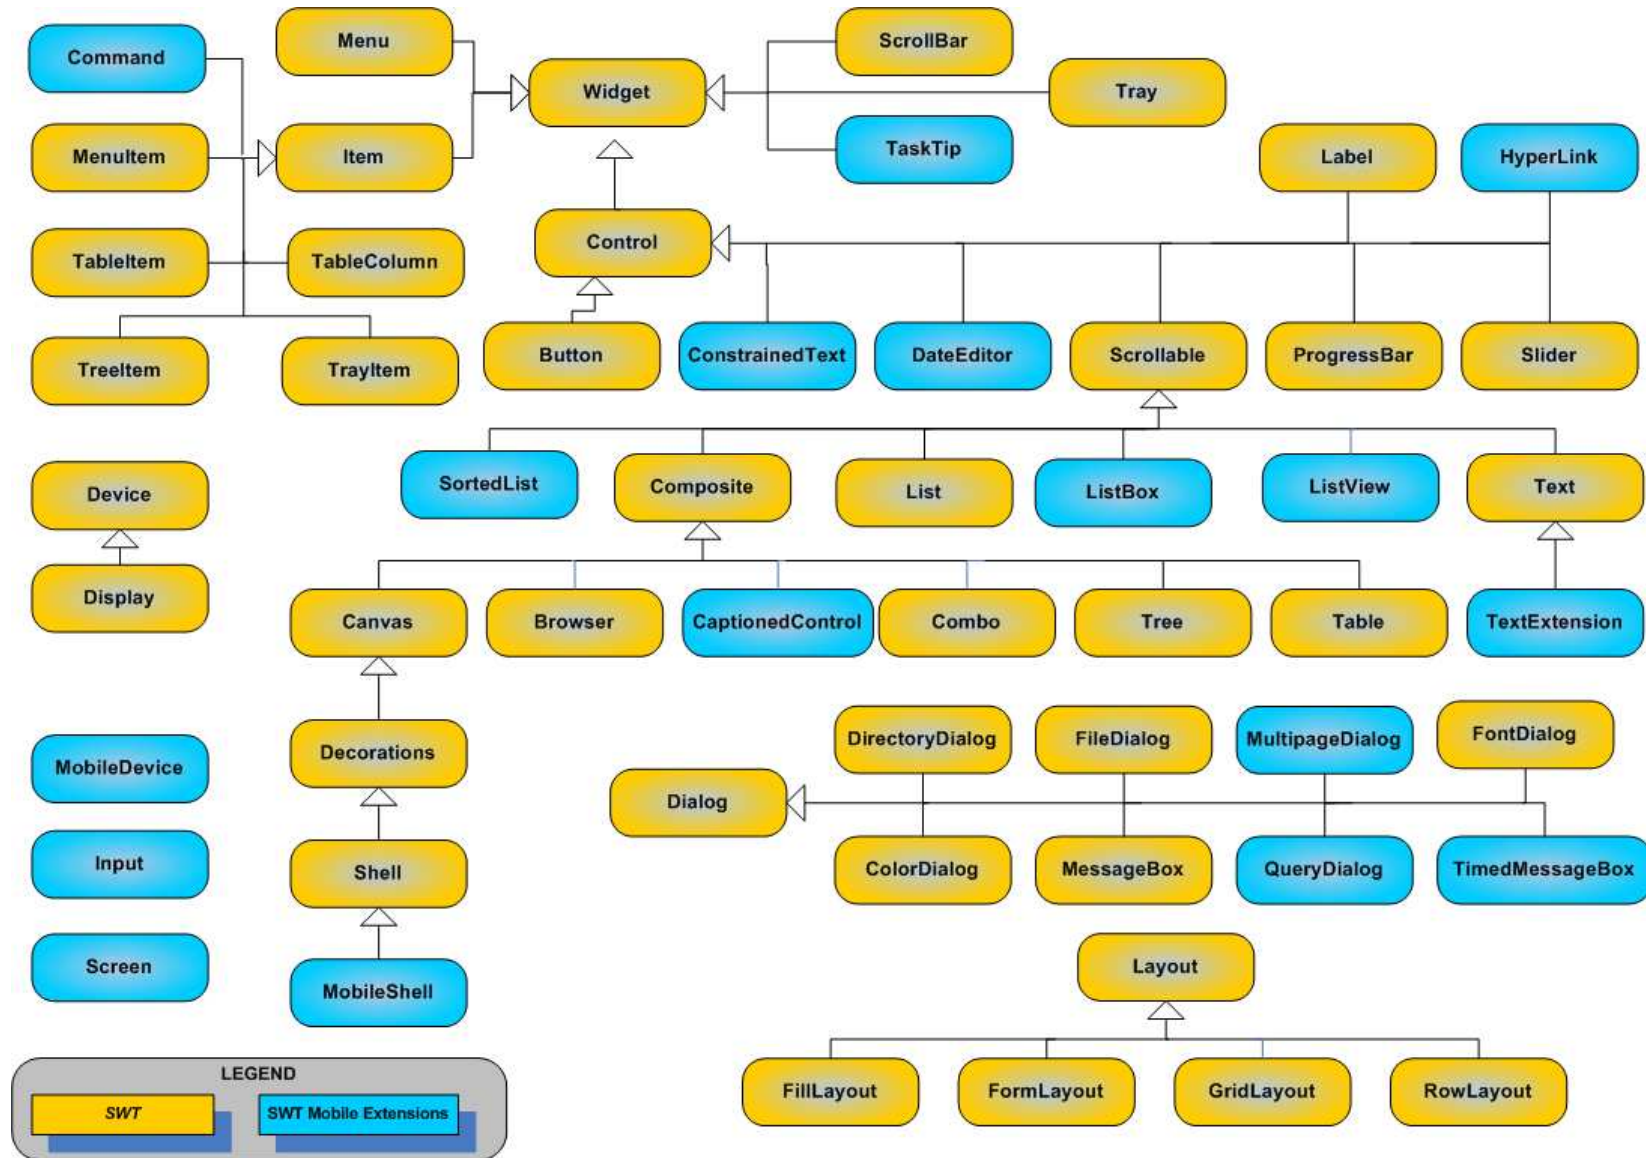 Command
Menu
Widget
ScrollBar
Tray
MenuItem
Item
TaskTip
Label
HyperLink
Control
TableItem
TableColumn
TreeItem
TrayItem
Button
ConstrainedText
DateEditor
Scrollable
ProgressBar
Slider
Device
SortedList
Composite
List
ListBox
ListView
Text
Display
Canvas
Browser
CaptionedControl
Combo
Tree
Table
TextExtension
MobileDevice
Decorations
DirectoryDialog
FileDialog
MultipageDialog
FontDialog
Dialog
Input
Shell
ColorDialog
MessageBox
QueryDialog
TimedMessageBox
Screen
MobileShell
Layout
LEGEND
SWT
SWT Mobile Extensions
FillLayout
FormLayout
GridLayout
RowLayout